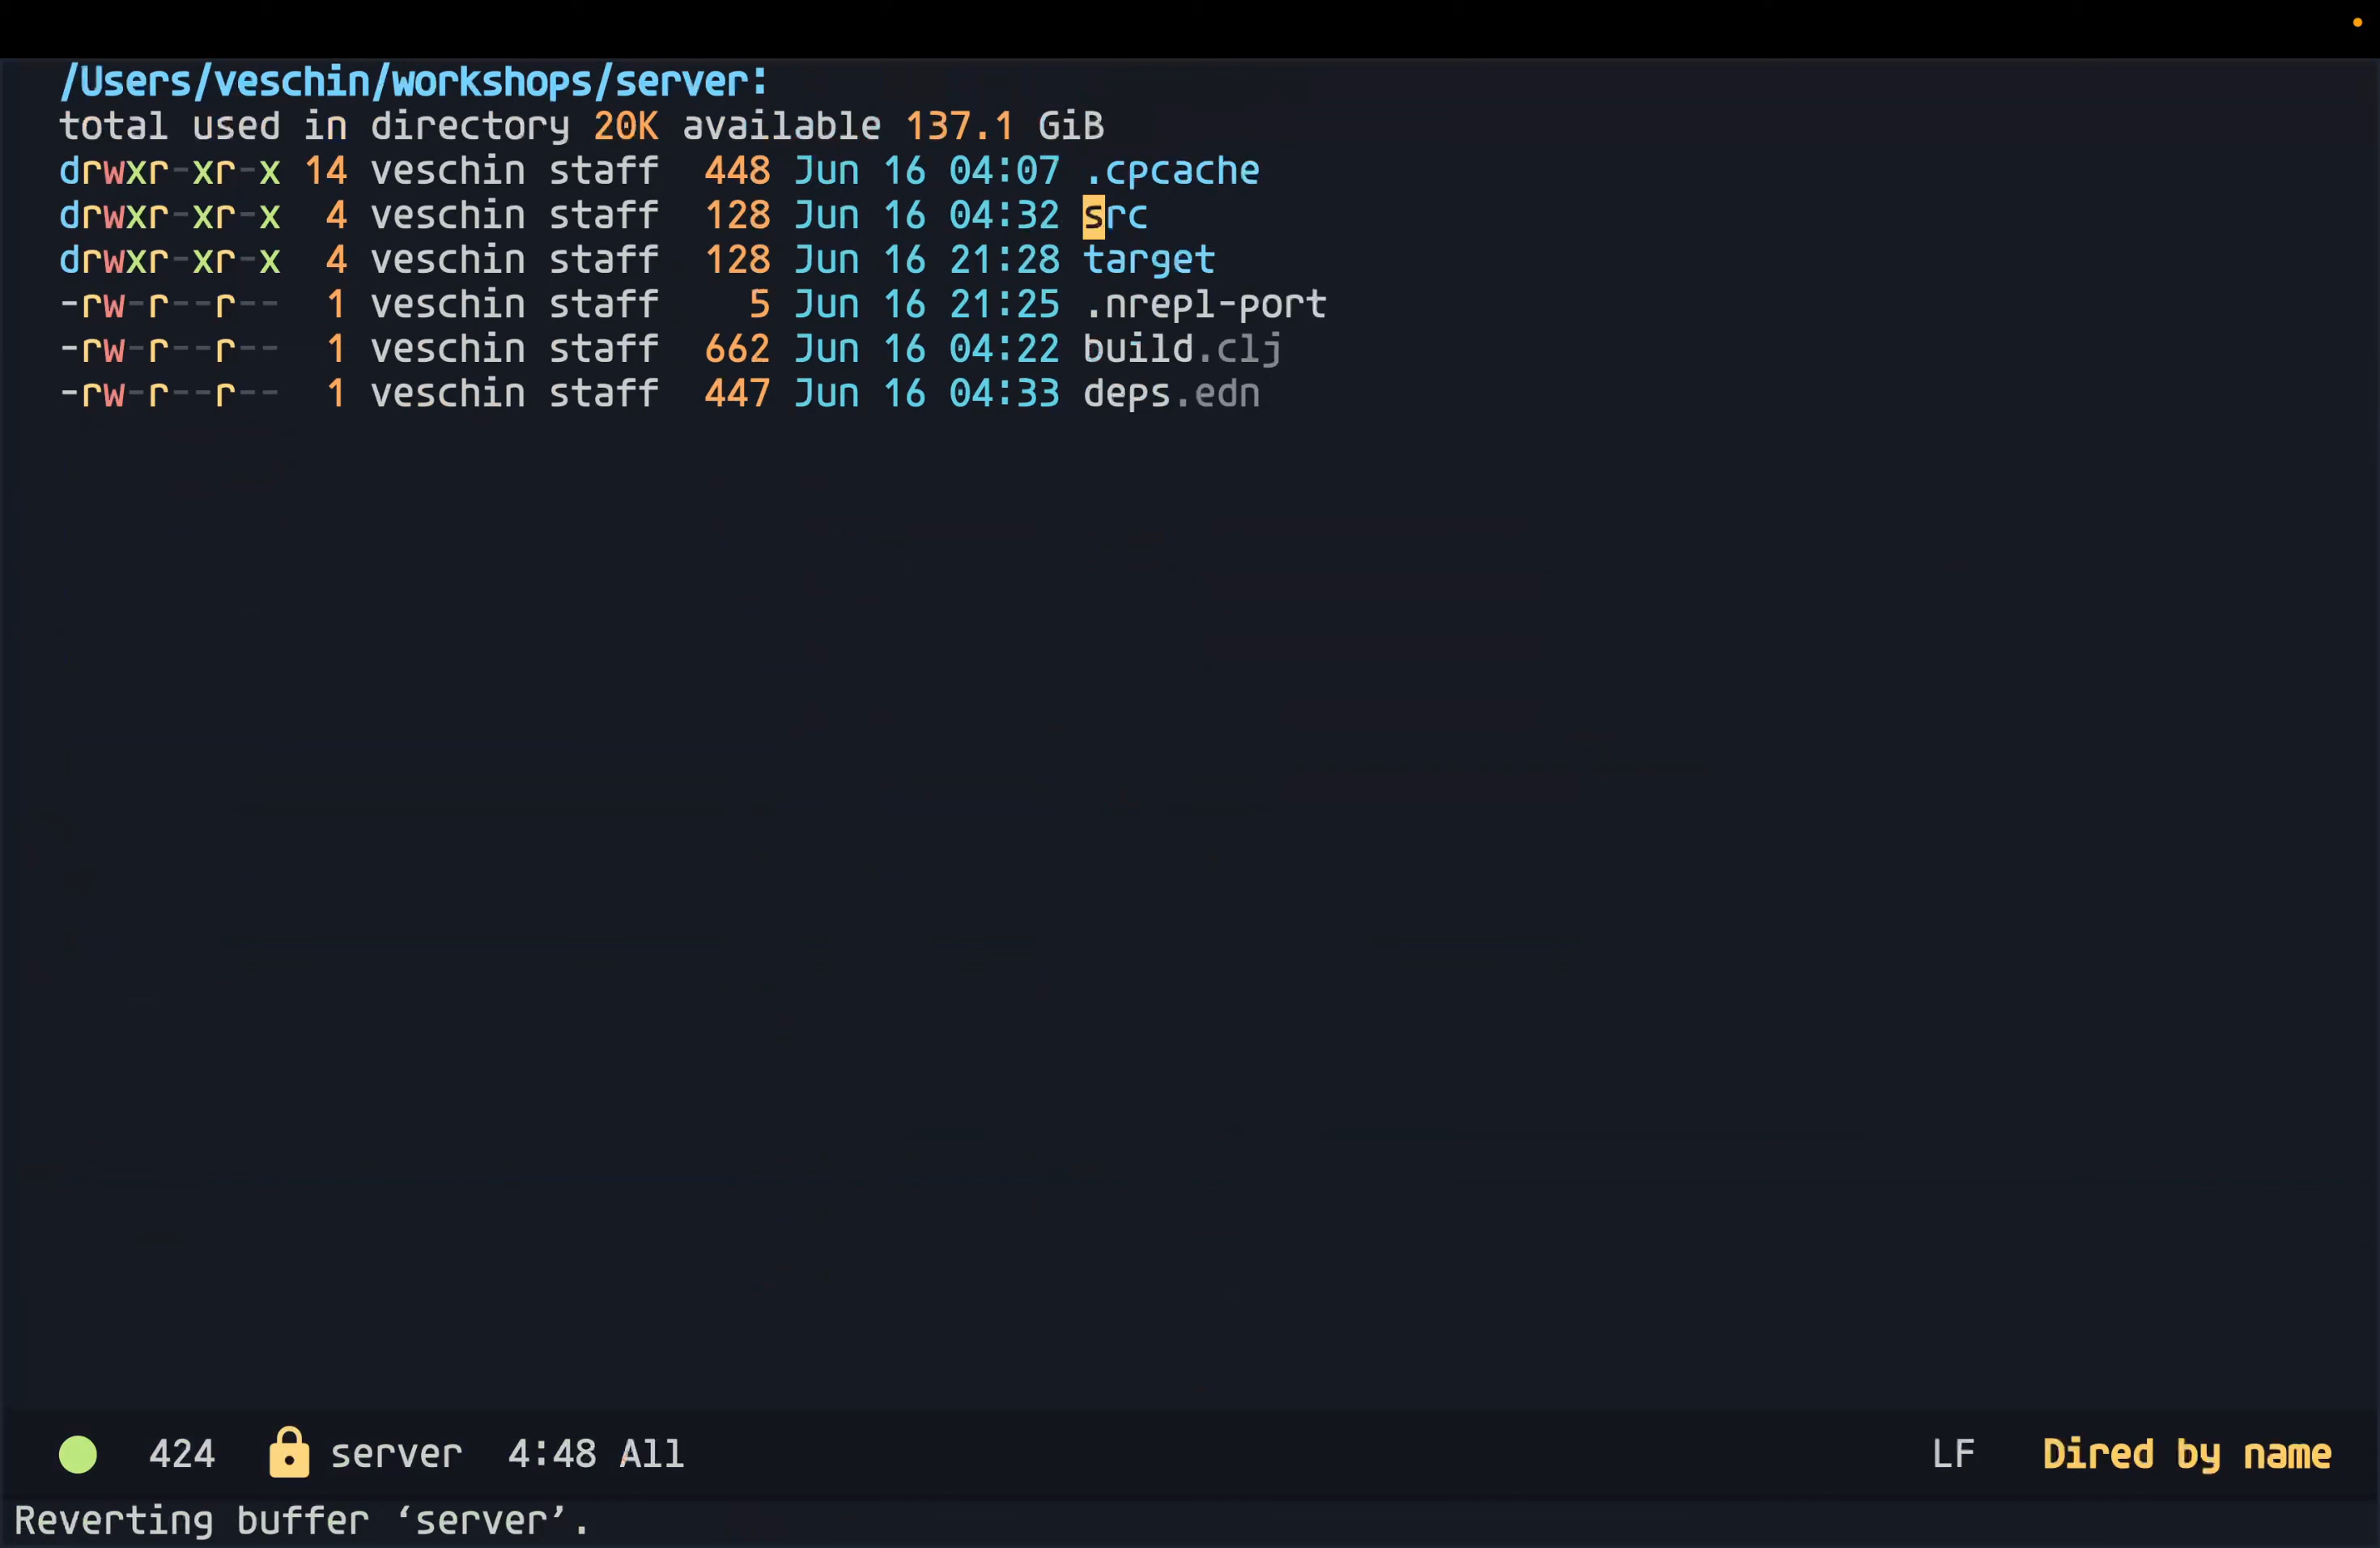 /Users/veschin/workshops/server:
total used in directory 20K available 137.1 GiB
drwxr-xr-x 14 veschin staff  448 Jun 16 04:07 .cpcache
drwxr-xr-x  4 veschin staff  128 Jun 16 04:32 src
drwxr-xr-x  4 veschin staff  128 Jun 16 21:28 target
-rw-r--r--  1 veschin staff    5 Jun 16 21:25 .nrepl-port
-rw-r--r--  1 veschin staff  662 Jun 16 04:22 build.clj
-rw-r--r--  1 veschin staff  447 Jun 16 04:33 deps.edn
424 server 4:48 All LF Dired by name
Reverting buffer ‘server’.